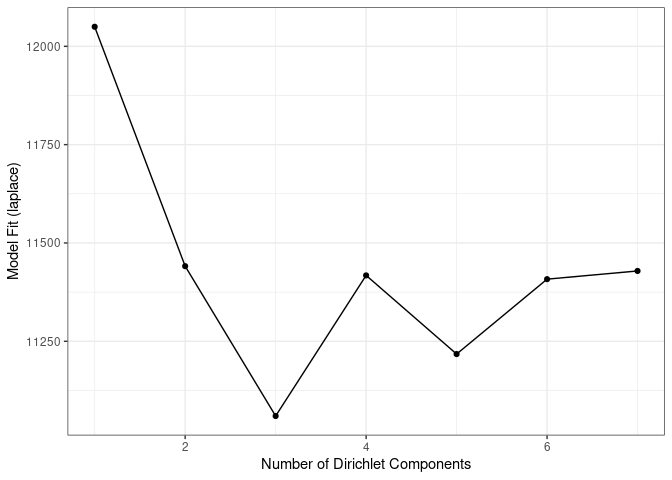 12000
11750
11500
11250
Model Fit (laplace)
2 4 6
Number of Dirichlet Components